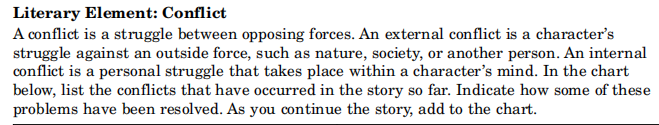 Literary Element: Conflict
A conflict is a struggle between opposing forces. An external conflict is a character's
struggle against an outside force, such as nature, society, or another person. An internal
conflict is a personal struggle that takes place within a character's mind. In the chart
below, list the conflicts that have occurred in the story so far. Indicate how some of these
problems have been resolved. As you continue the story, add to the chart.